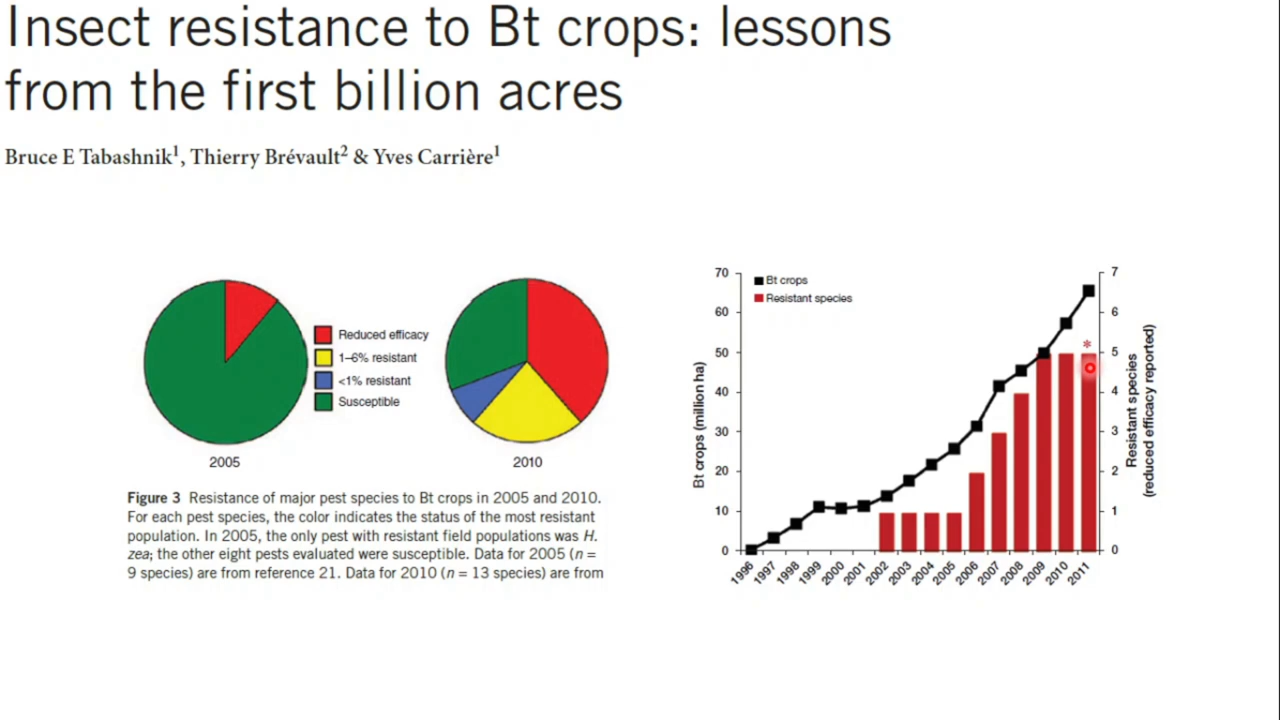 Insect resistance to Bt crops: lessons
from the first billion acres
Bruce E Tabashnik1, Thierry Brévault2 & Yves Carrière1
Reduced efficacy
1–6% resistant
<1% resistant
Susceptible
2005
2010
Figure 3 Resistance of major pest species to Bt crops in 2005 and 2010.
For each pest species, the color indicates the status of the most resistant
population. In 2005, the only pest with resistant field populations was H.
zea; the other eight pests evaluated were susceptible. Data for 2005 (n =
9 species) are from reference 21. Data for 2010 (n = 13 species) are from
Bt crops
Resistant species
Bt crops (million ha)
70
60
50
40
30
20
10
0
7
6
5
4
3
2
1
0
*
Resistant species
(reduced efficacy reported)
1996
1997
1998
1999
2000
2001
2002
2003
2004
2005
2006
2007
2008
2009
2010
2011